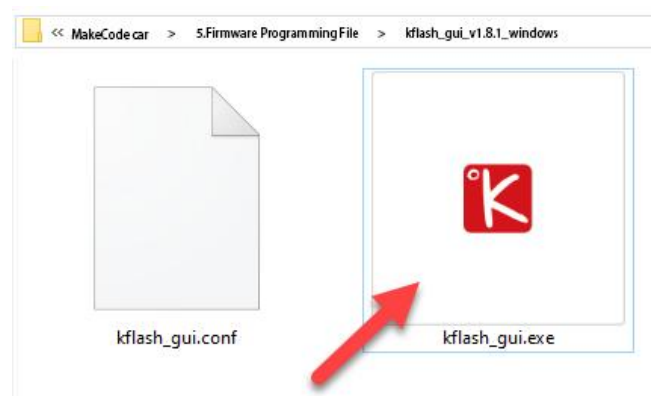 « MakeCode car > 5.Firmware Programming File > kflash_gui_v1.8.1_windows
K
kflash_gui.conf
kflash_gui.exe